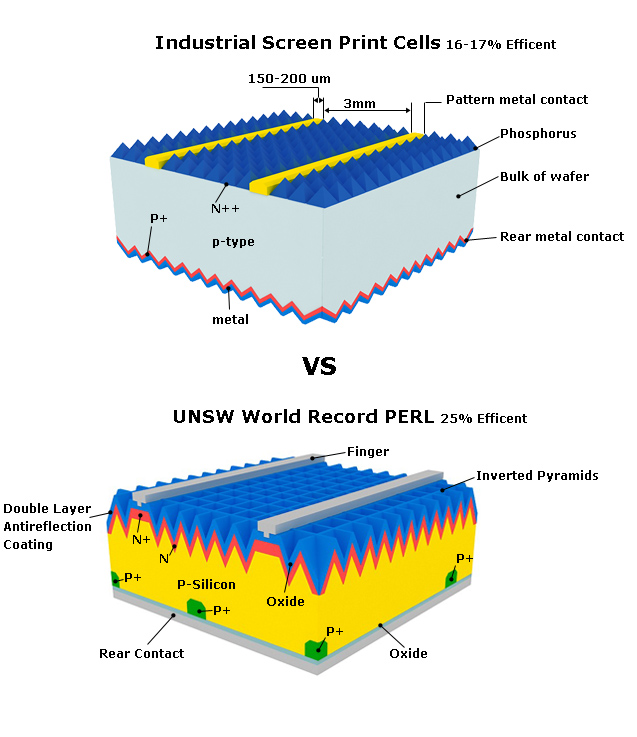 Industrial Screen Print Cells 16-17% Efficent
150-200 um
3mm
Pattern metal contact
Phosphorus
Bulk of wafer
N++
P+
p-type
Rear metal contact
metal
VS
UNSW World Record PERL 25% Efficent
Finger
Inverted Pyramids
Double Layer
Antireflection
Coating
N+
N
P+
P+
P-Silicon
Oxide
P+
P+
Rear Contact
Oxide